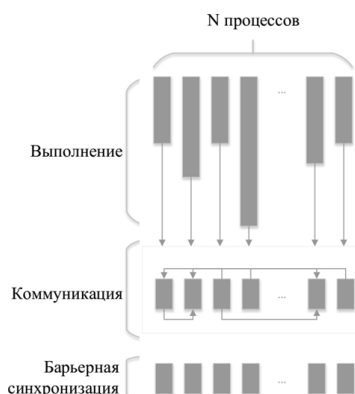 N процессов
...
Выполнение
Коммуникация
...
Барьерная
синхронизация
...